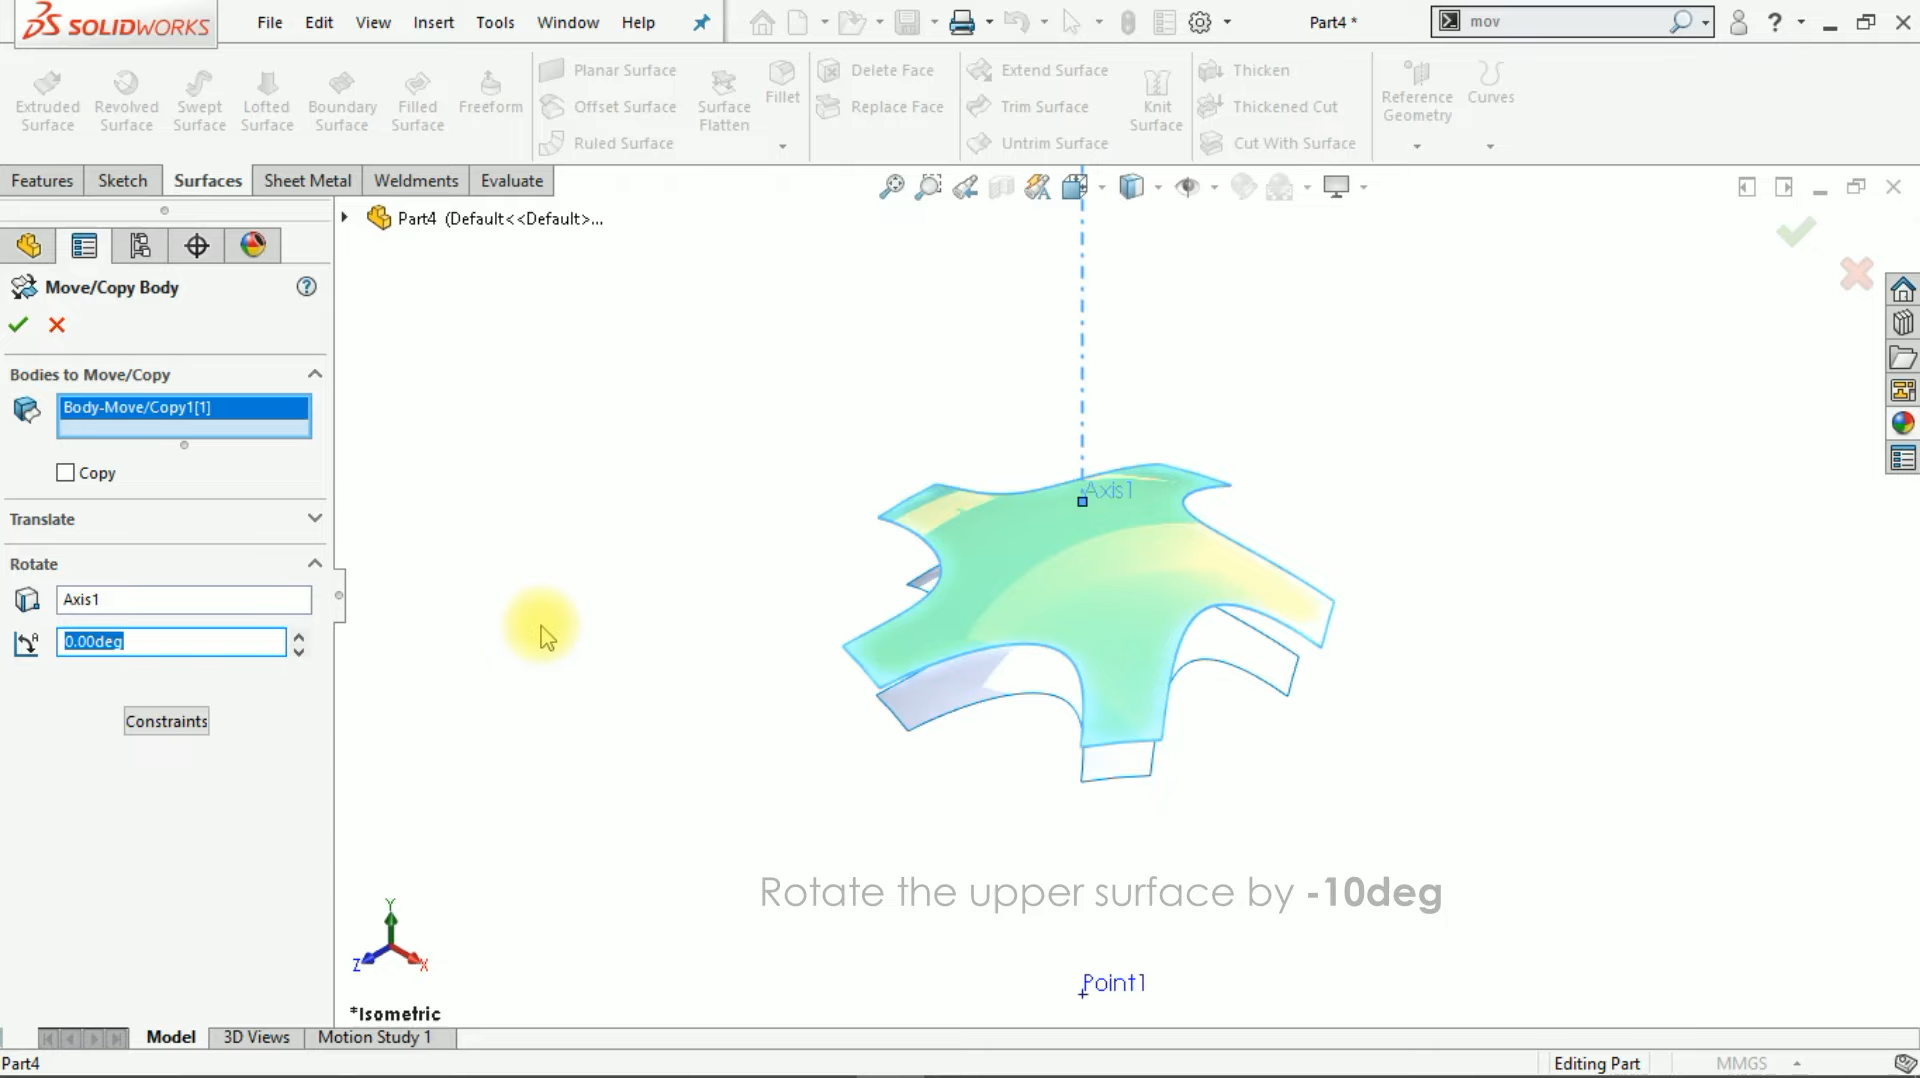 SOLIDWORKS
File Edit View Insert Tools Window Help
Part4 *
mov
Extruded Surface
Revolved Surface
Swept Surface
Lofted Surface
Boundary Surface
Filled Surface
Freeform
Planar Surface
Offset Surface
Ruled Surface
Surface Flatten
Fillet
Delete Face
Replace Face
Extend Surface
Trim Surface
Untrim Surface
Knit Surface
Thicken
Thickened Cut
Cut With Surface
Reference Geometry
Curves
Features Sketch Surfaces Sheet Metal Weldments Evaluate
Part4 (Default<<Default>...
Move/Copy Body
Bodies to Move/Copy
Body-Move/Copy1[1]
Copy
Translate
Rotate
Axis1
0.00deg
Constraints
Axis1
Rotate the upper surface by -10deg
Point1
Y
Z
X
*Isometric
Model 3D Views Motion Study 1
Part4
Editing Part
MMGS